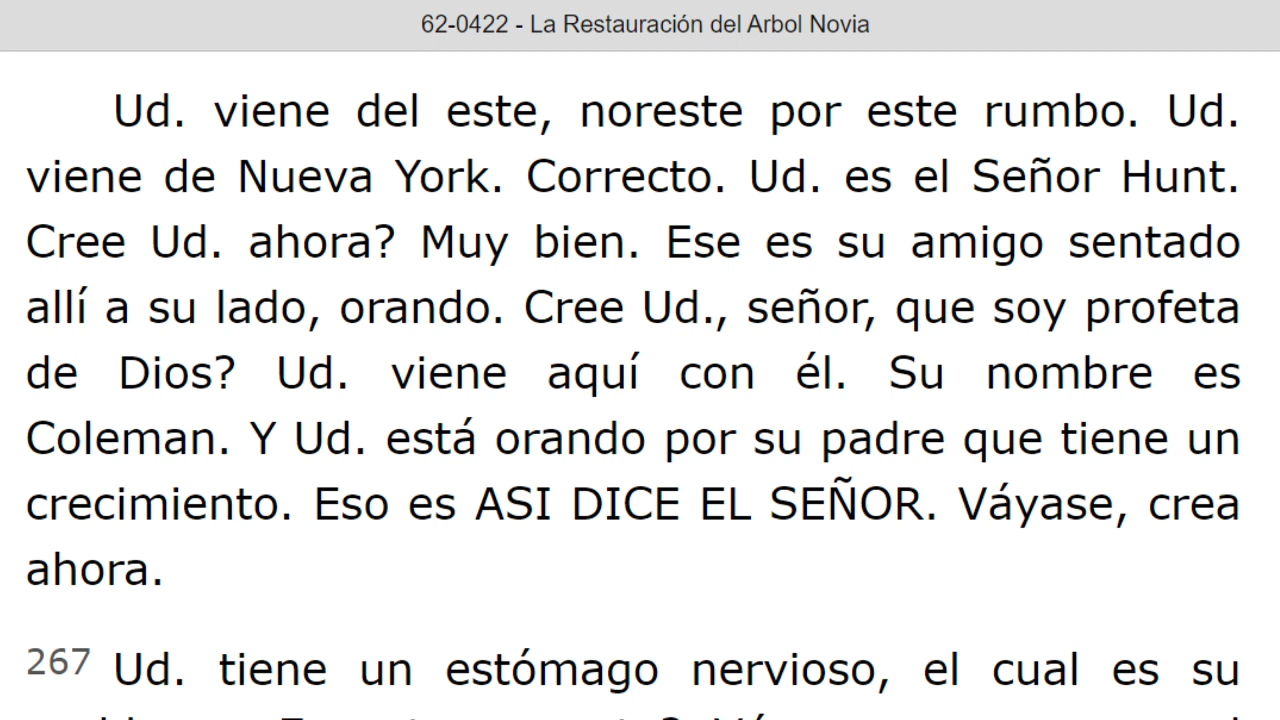 62-0422 - La Restauración del Arbol Novia
Ud. viene del este, noreste por este rumbo. Ud.
viene de Nueva York. Correcto. Ud. es el Señor Hunt.
Cree Ud. ahora? Muy bien. Ese es su amigo sentado
allí a su lado, orando. Cree Ud., señor, que soy profeta
de Dios? Ud. viene aquí con él. Su nombre es
Coleman. Y Ud. está orando por su padre que tiene un
crecimiento. Eso es ASI DICE EL SEÑOR. Váyase, crea
ahora.
267 Ud. tiene un estómago nervioso, el cual es su